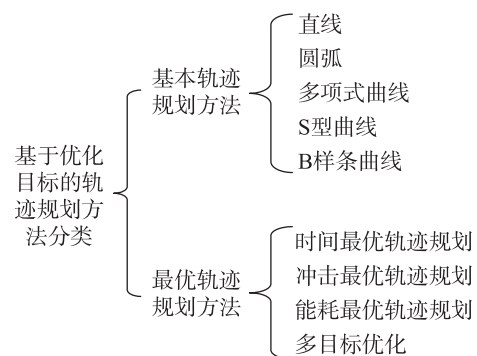 基于优化
目标的轨
迹规划方
法分类
基本轨迹
规划方法
直线
圆弧
多项式曲线
S型曲线
B样条曲线
最优轨迹
规划方法
时间最优轨迹规划
冲击最优轨迹规划
能耗最优轨迹规划
多目标优化